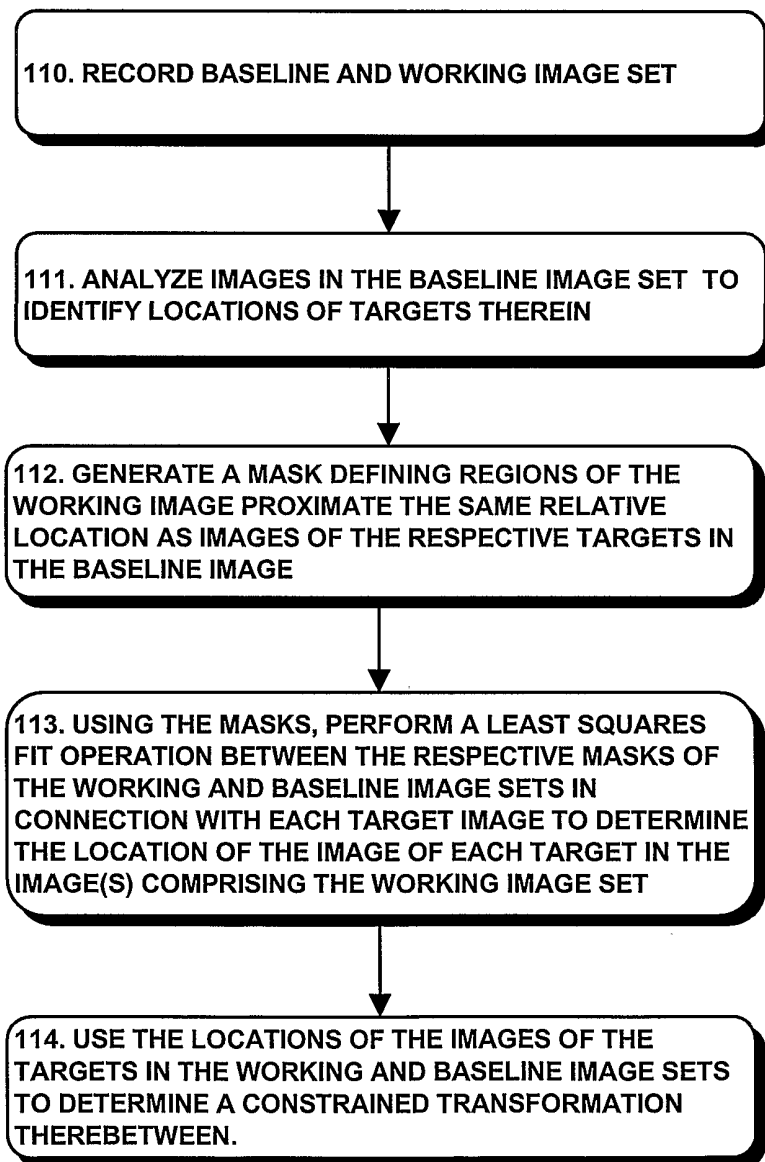 110. RECORD BASELINE AND WORKING IMAGE SET
111. ANALYZE IMAGES IN THE BASELINE IMAGE SET TO
IDENTIFY LOCATIONS OF TARGETS THEREIN
112. GENERATE A MASK DEFINING REGIONS OF THE
WORKING IMAGE PROXIMATE THE SAME RELATIVE
LOCATION AS IMAGES OF THE RESPECTIVE TARGETS IN
THE BASELINE IMAGE
113. USING THE MASKS, PERFORM A LEAST SQUARES
FIT OPERATION BETWEEN THE RESPECTIVE MASKS OF
THE WORKING AND BASELINE IMAGE SETS IN
CONNECTION WITH EACH TARGET IMAGE TO DETERMINE
THE LOCATION OF THE IMAGE OF EACH TARGET IN THE
IMAGE(S) COMPRISING THE WORKING IMAGE SET
114. USE THE LOCATIONS OF THE IMAGES OF THE
TARGETS IN THE WORKING AND BASELINE IMAGE SETS
TO DETERMINE A CONSTRAINED TRANSFORMATION
THEREBETWEEN.